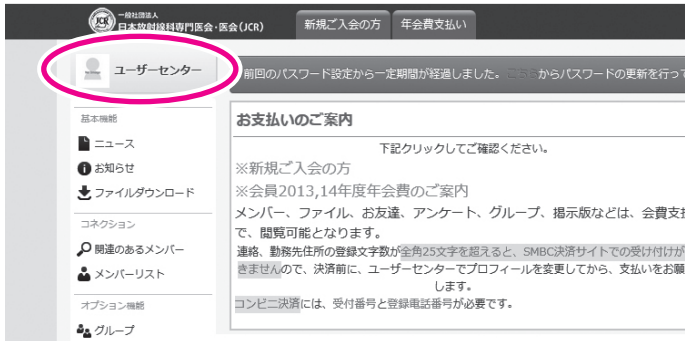 一般社団法人
日本放射線科専門医会・医会(JCR)
新規ご入会の方
年会費支払い
ユーザーセンター
前回のパスワード設定から一定期間が経過しました。こちらからパスワードの更新を行って
基本機能
ニュース
お知らせ
ファイルダウンロード
コネクション
関連のあるメンバー
メンバーリスト
オプション機能
グループ
お支払いのご案内
下記クリックしてご確認ください。
※新規ご入会の方
※会員2013,14年度年会費のご案内
メンバー、ファイル、お友達、アンケート、グループ、掲示版などは、会費支払
で、閲覧可能となります。
連絡、勤務先住所の登録文字数が全角25文字を超えると、SMBC決済サイトでの受け付けが
きませんので、決済前に、ユーザーセンターでプロフィールを変更してから、支払いをお願
します。
コンビニ決済には、受付番号と登録電話番号が必要です。